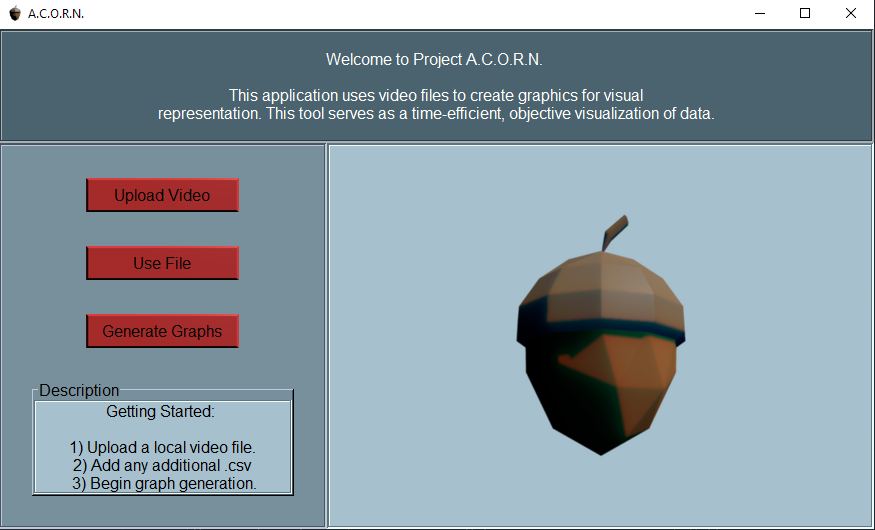 A.C.O.R.N.
Welcome to Project A.C.O.R.N.
This application uses video files to create graphics for visual
representation. This tool serves as a time-efficient, objective visualization of data.
Upload Video
Use File
Generate Graphs
Description
Getting Started:
1) Upload a local video file.
2) Add any additional .csv
3) Begin graph generation.